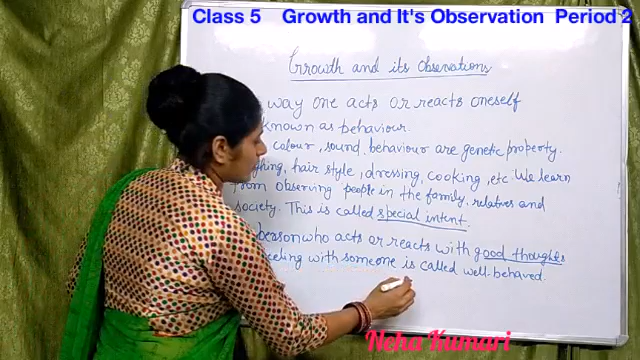 Class 5 Growth and It's Observation Period 2
Growth and its Observations
way one acts or reacts oneself
known as behaviour.
colour, sound, behaviour are genetic property.
hing, hair style, dressing, cooking, etc. We learn
from observing people in the family, relatives and
society. This is called special intent.
person who acts or reacts with good thoughts
eeling with someone is called well-behaved.
Neha Kumari